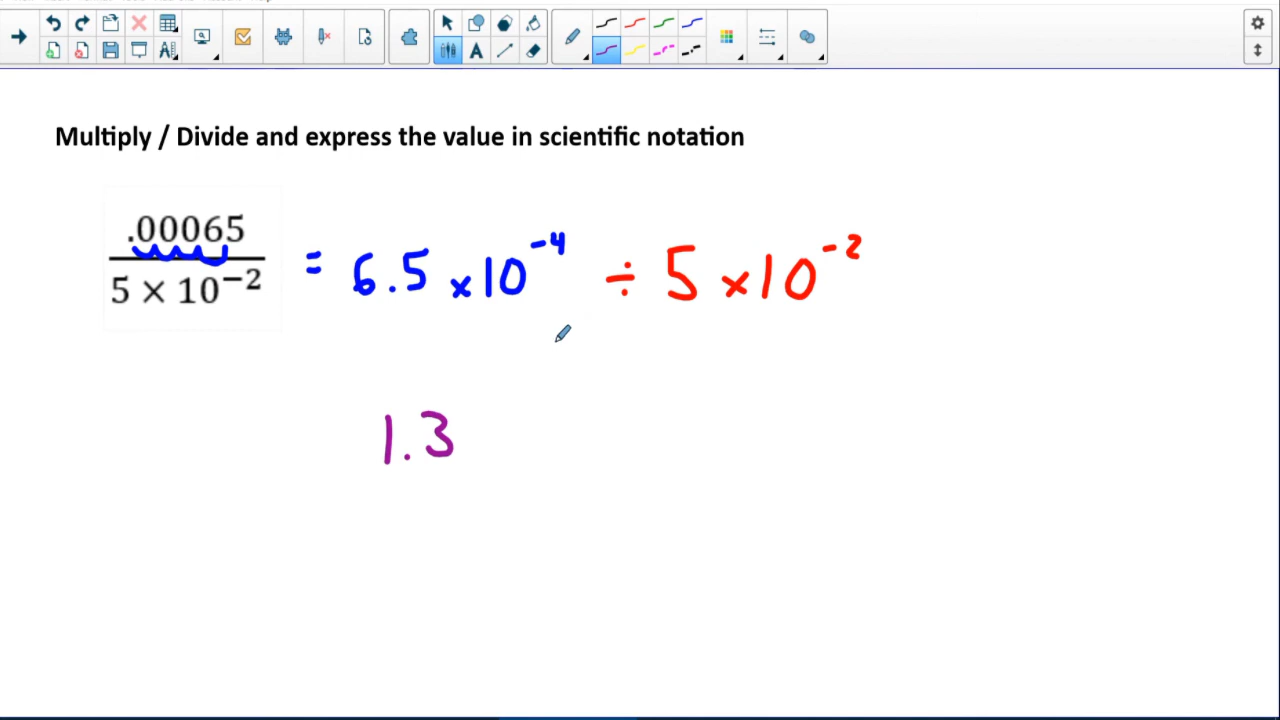 Multiply / Divide and express the value in scientific notation
.00065
5 × 10⁻²
= 6.5 × 10⁻⁴ ÷ 5 × 10⁻²
1.3